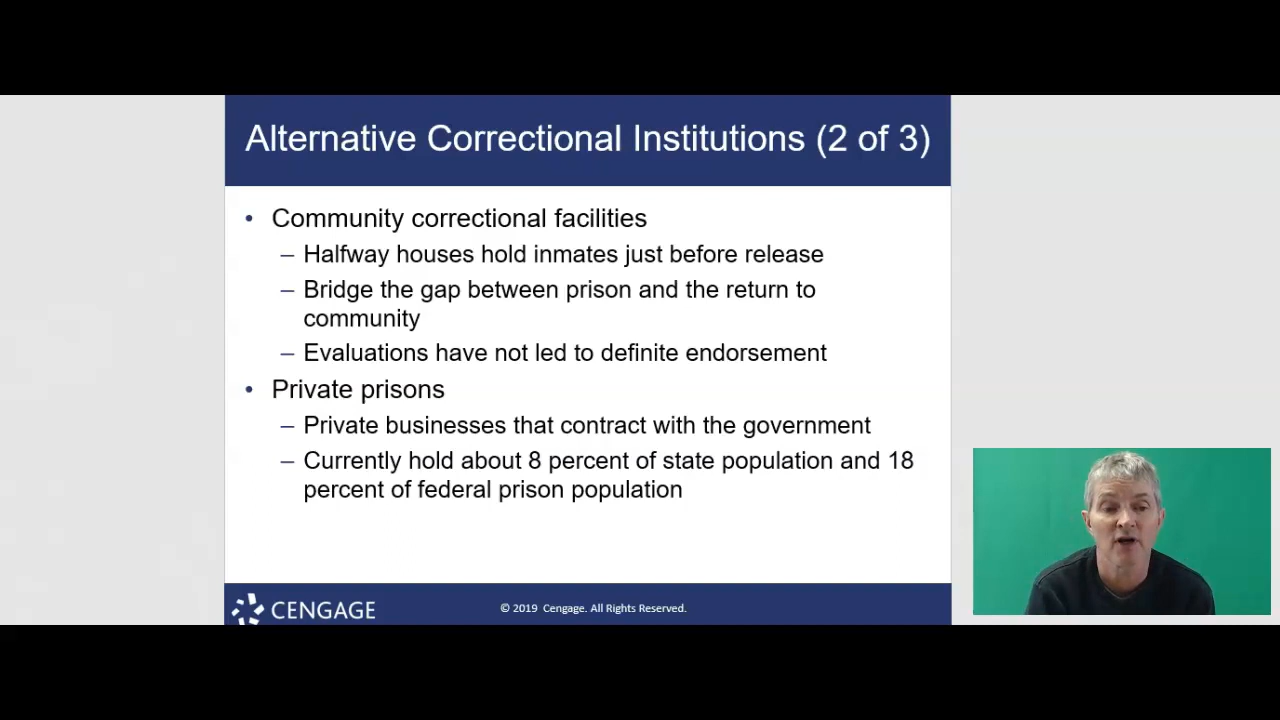 Alternative Correctional Institutions (2 of 3)
• Community correctional facilities
– Halfway houses hold inmates just before release
– Bridge the gap between prison and the return to
community
– Evaluations have not led to definite endorsement
• Private prisons
– Private businesses that contract with the government
– Currently hold about 8 percent of state population and 18
percent of federal prison population
CENGAGE
© 2019 Cengage. All Rights Reserved.